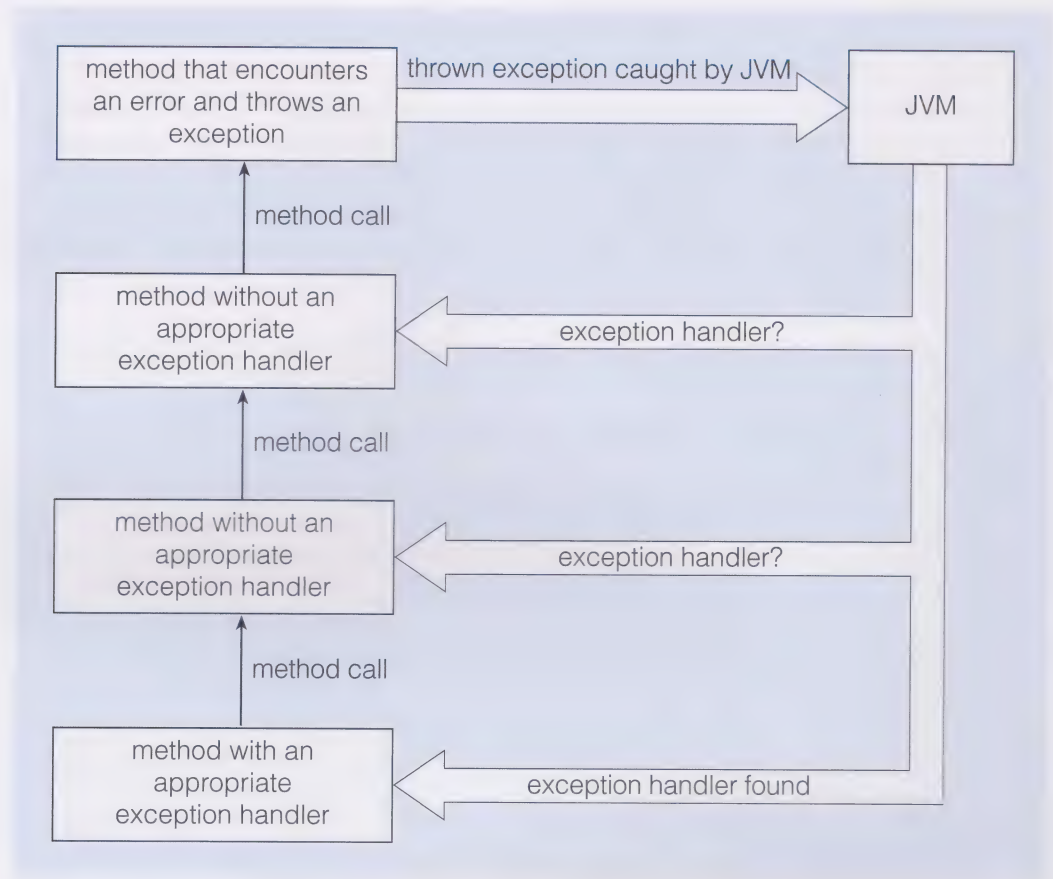 method that encounters
an error and throws an
exception
thrown exception caught by JVM
JVM
method call
method without an
appropriate
exception handler
exception handler?
method call
method without an
appropriate
exception handler
exception handler?
method call
method with an
appropriate
exception handler
exception handler found